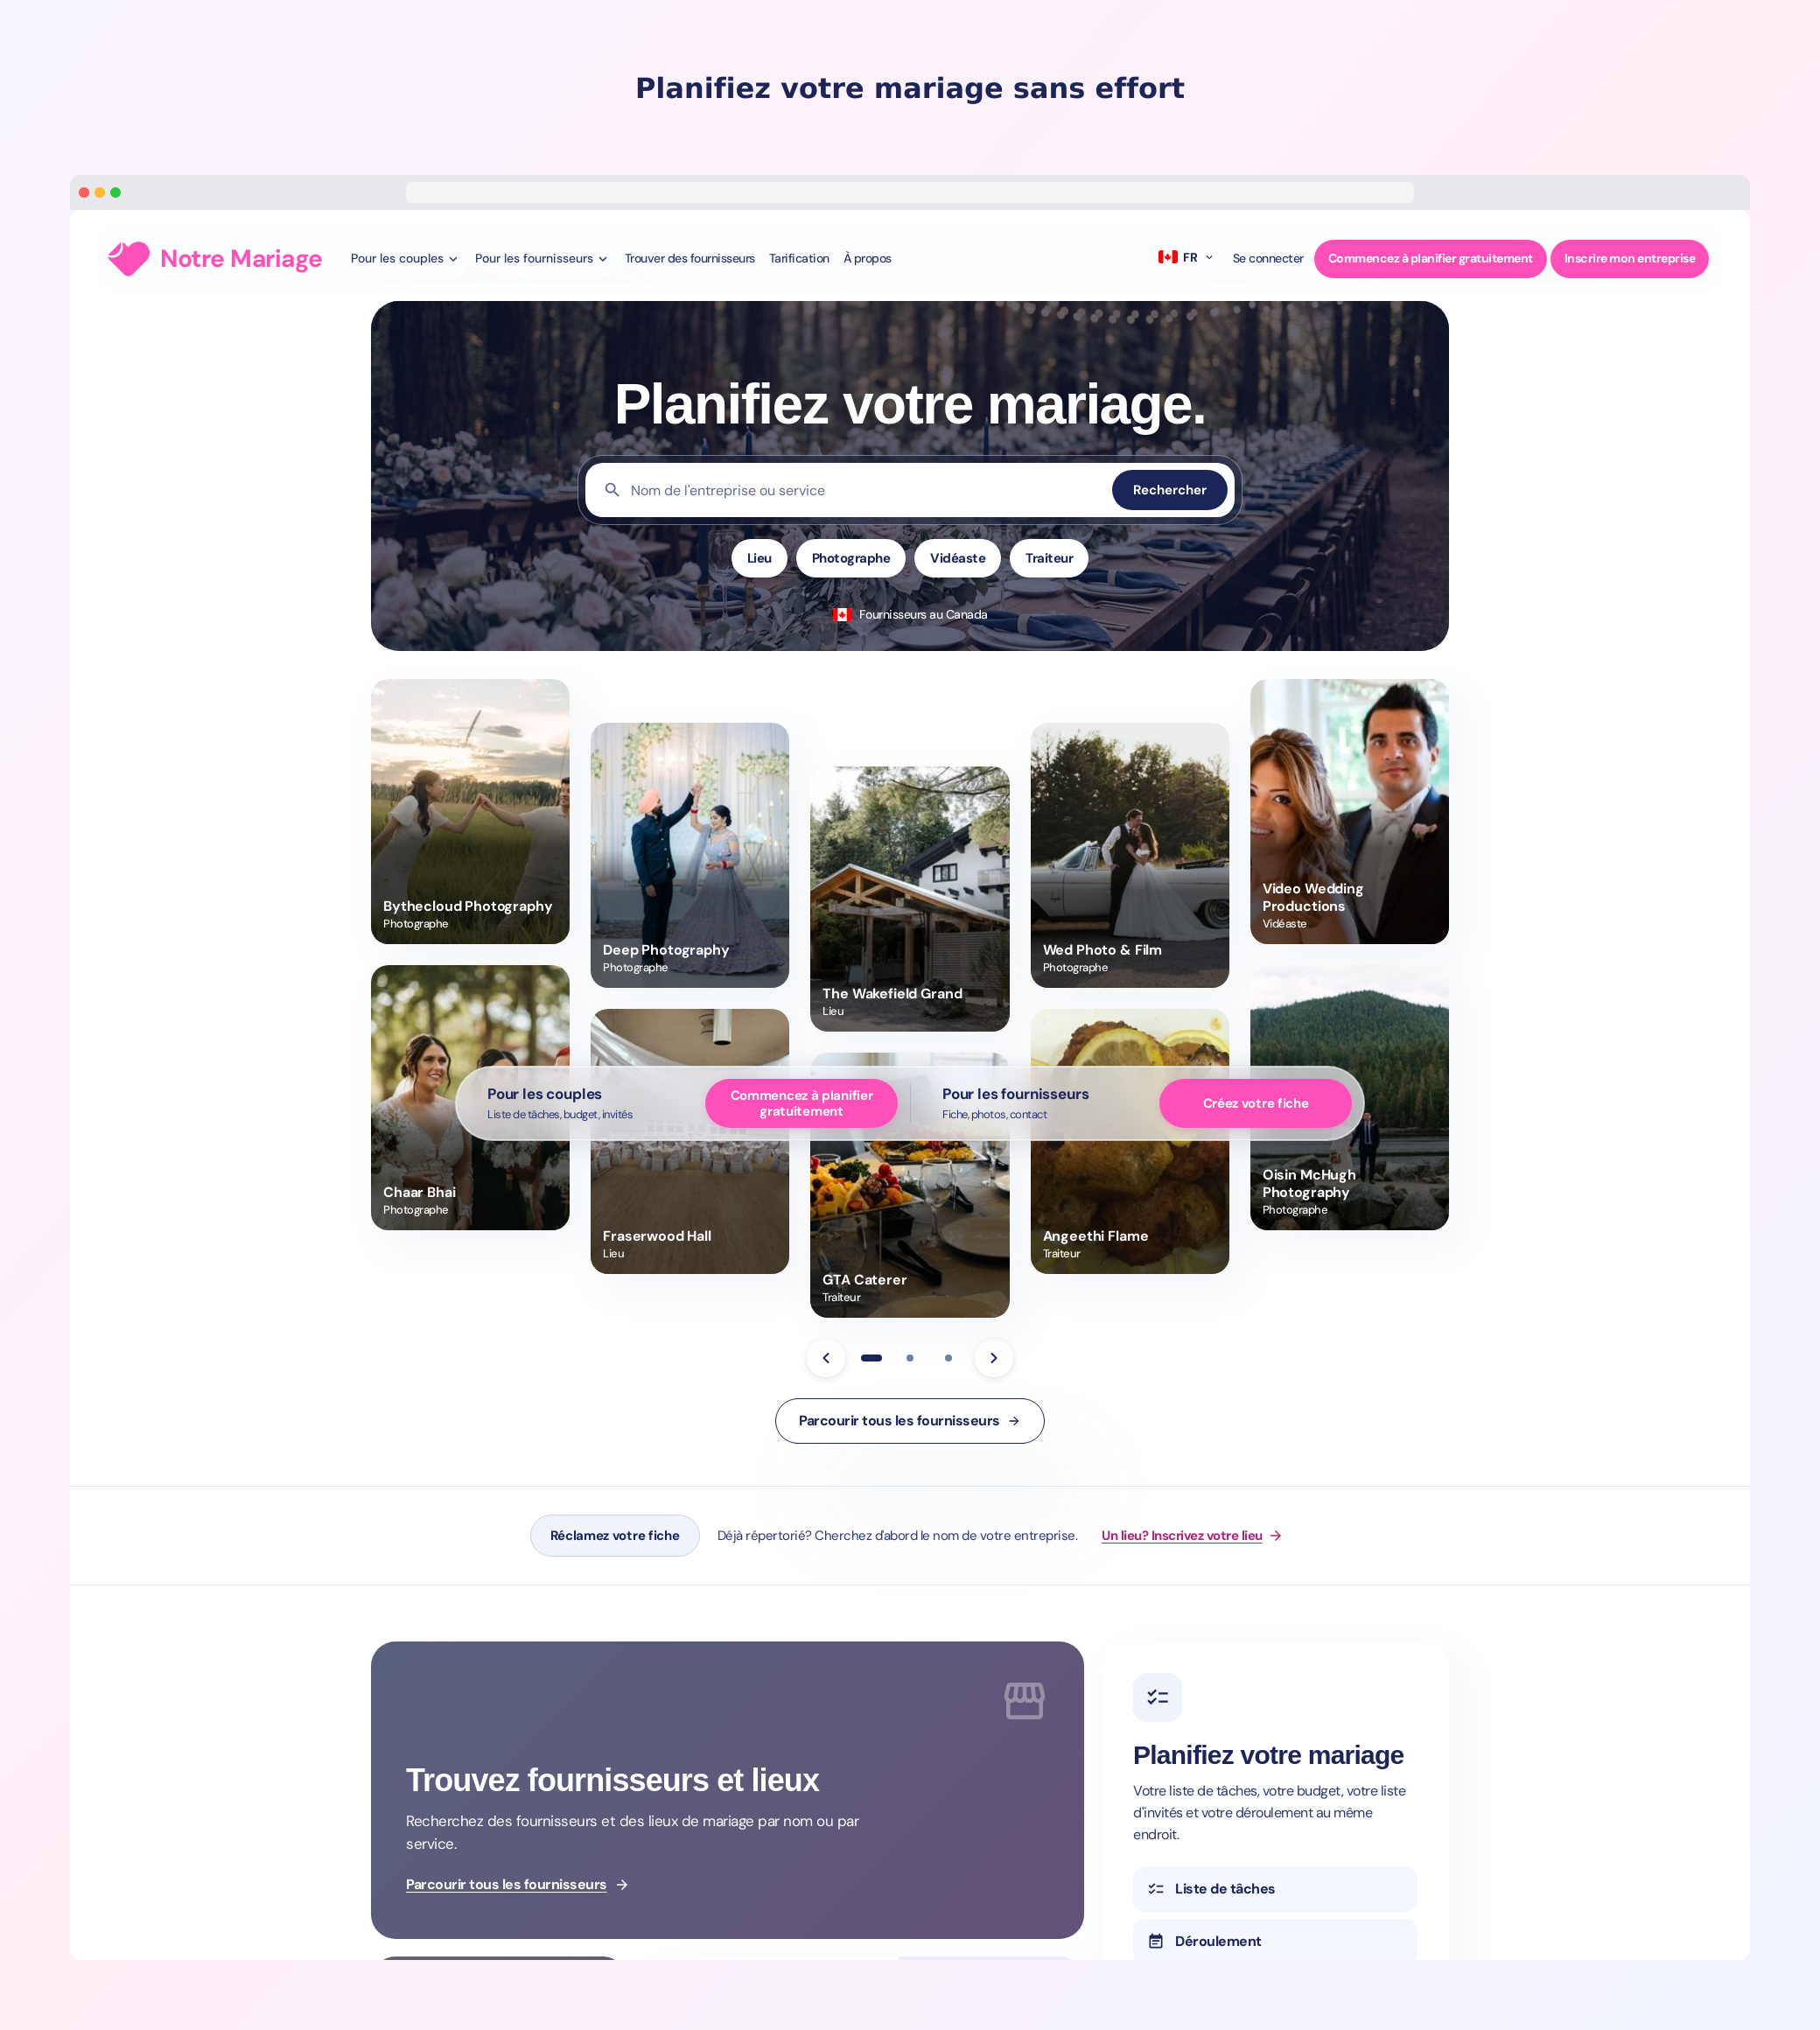 Planifiez votre mariage sans effort
Notre Mariage
Pour les couples
Pour les fournisseurs
Trouver des fournisseurs
Tarification
À propos
FR
Se connecter
Commencez à planifier gratuitement
Inscrire mon entreprise
Planifiez votre mariage.
Nom de l'entreprise ou service
Rechercher
Lieu
Photographe
Vidéaste
Traiteur
Fournisseurs au Canada
Bythecloud Photography
Photographe
Deep Photography
Photographe
The Wakefield Grand
Lieu
Wed Photo & Film
Photographe
Video Wedding
Productions
Vidéaste
Pour les couples
Liste de tâches, budget, invités
Commencez à planifier
gratuitement
Pour les fournisseurs
Fiche, photos, contact
Créez votre fiche
Chaar Bhai
Photographe
Fraserwood Hall
Lieu
GTA Caterer
Traiteur
Angeethi Flame
Traiteur
Oisin McHugh
Photography
Photographe
Parcourir tous les fournisseurs
Réclamez votre fiche
Déjà répertorié? Cherchez d'abord le nom de votre entreprise.
Un lieu? Inscrivez votre lieu
Trouvez fournisseurs et lieux
Recherchez des fournisseurs et des lieux de mariage par nom ou par
service.
Parcourir tous les fournisseurs
Planifiez votre mariage
Votre liste de tâches, votre budget, votre liste
d'invités et votre déroulement au même
endroit.
Liste de tâches
Déroulement